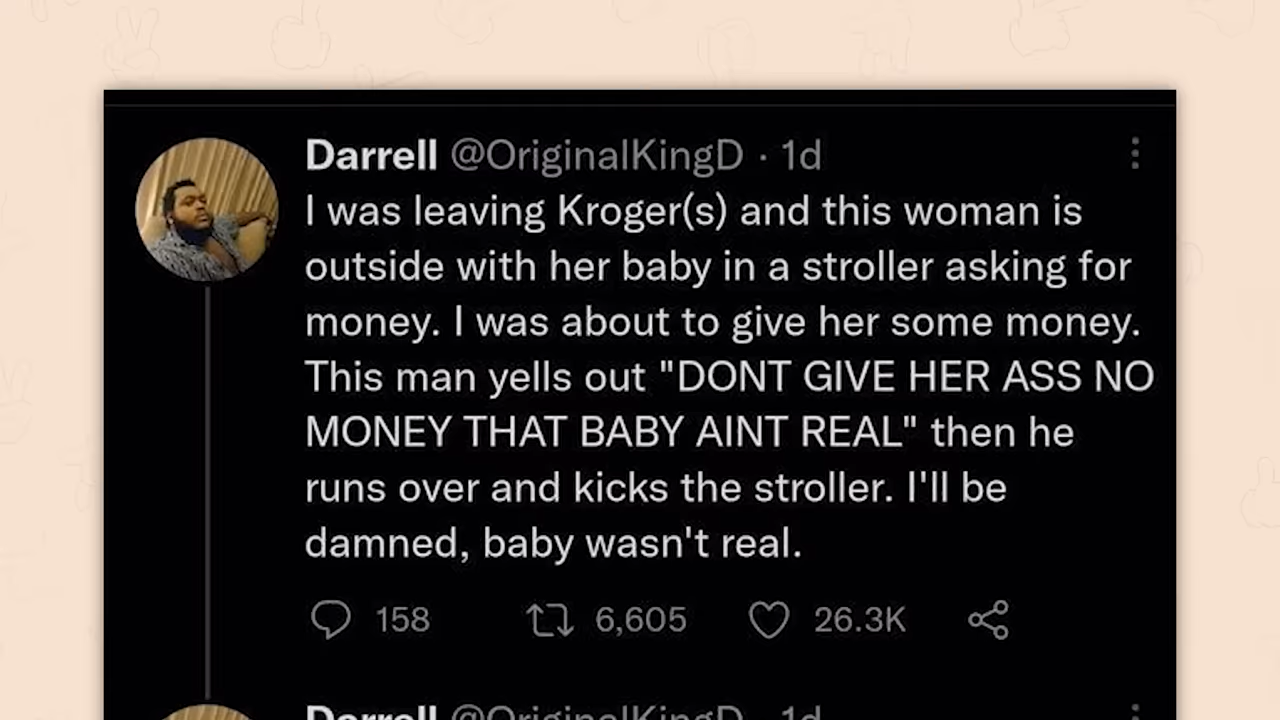 Darrell @OriginalKingD · 1d
I was leaving Kroger(s) and this woman is
outside with her baby in a stroller asking for
money. I was about to give her some money.
This man yells out "DONT GIVE HER ASS NO
MONEY THAT BABY AINT REAL" then he
runs over and kicks the stroller. I'll be
damned, baby wasn't real.
158 6,605 26.3K
Darrell @OriginalKingD · 1d